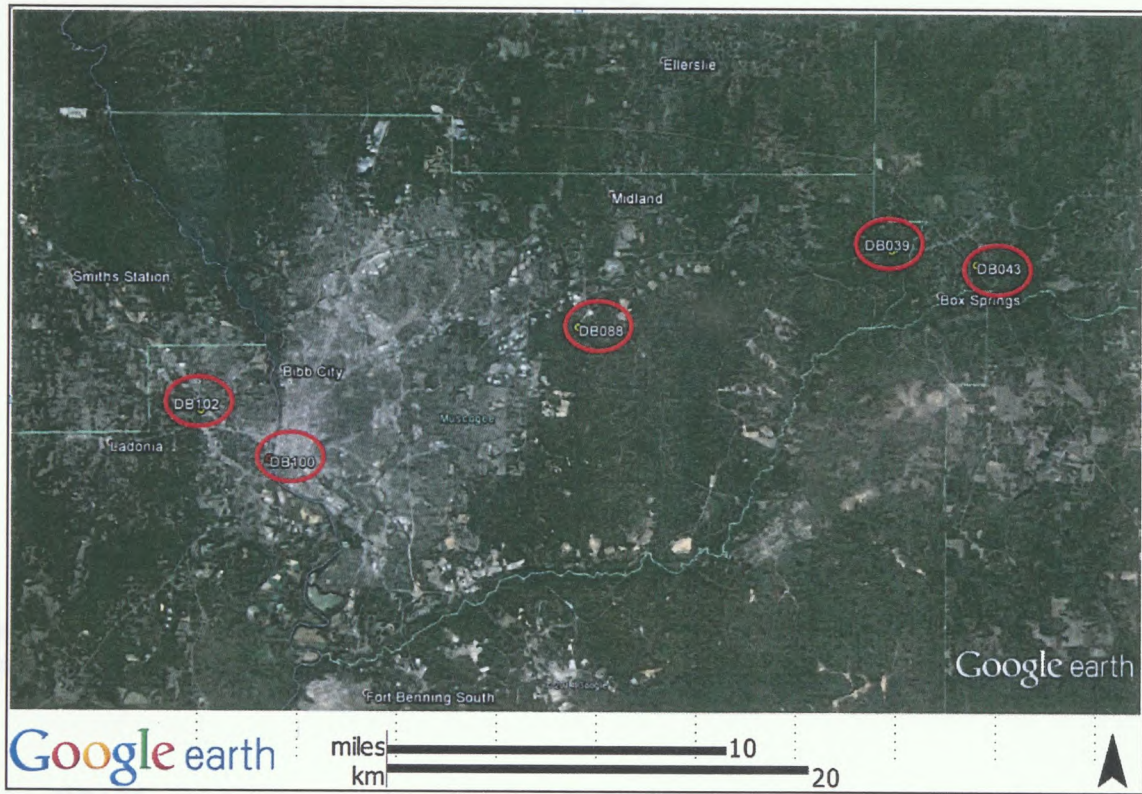 Ellerslie
Midland
DB039
Smiths Station
DB043
Box Springs
DB088
Bibb City
DB102
Muscogee
Ladonia
DB100
Google earth
Fort Benning South
Google earth
miles 10
km 20